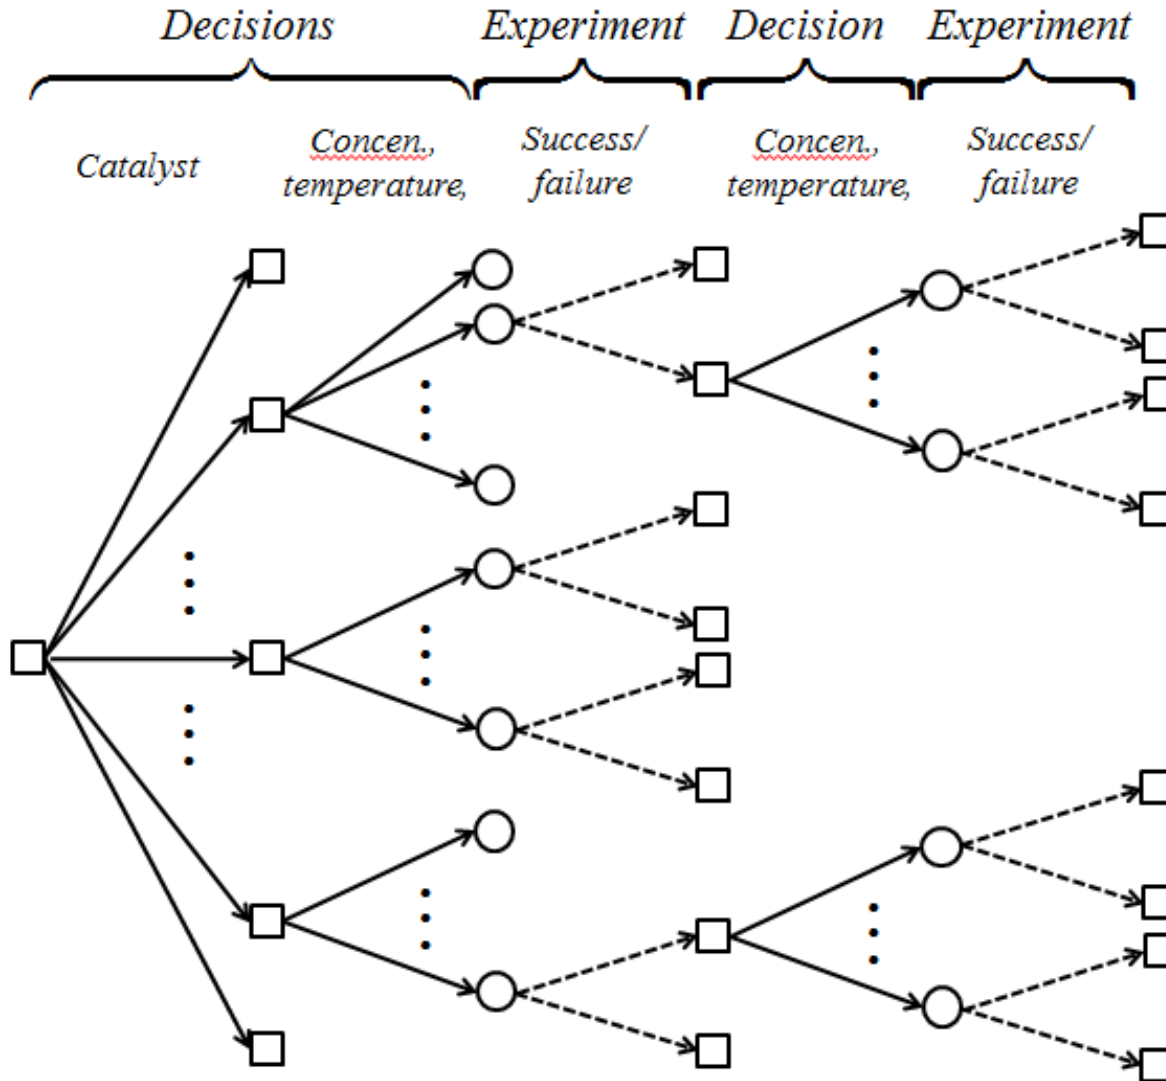 Decisions
Experiment
Decision
Experiment
Catalyst
Concen.,
temperature,
Success/
failure
Concen.,
temperature,
Success/
failure